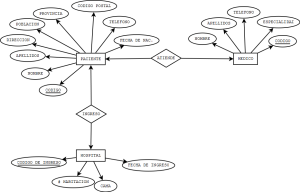 CODIGO POSTAL
PROVINCIA
TELEFONO
POBLACION
DIRECCION
FECHA DE NAC.
APELLIDOS
NOMBRE
CODIGO
PACIENTE
ATIENDE
MEDICO
TELEFONO
APELLIDOS
ESPECIALIDAD
NOMBRE
CODIGO
INGRESO
HOSPITAL
CODIGO DE INGRESO
FECHA DE INGRESO
# HABITACION
CAMA